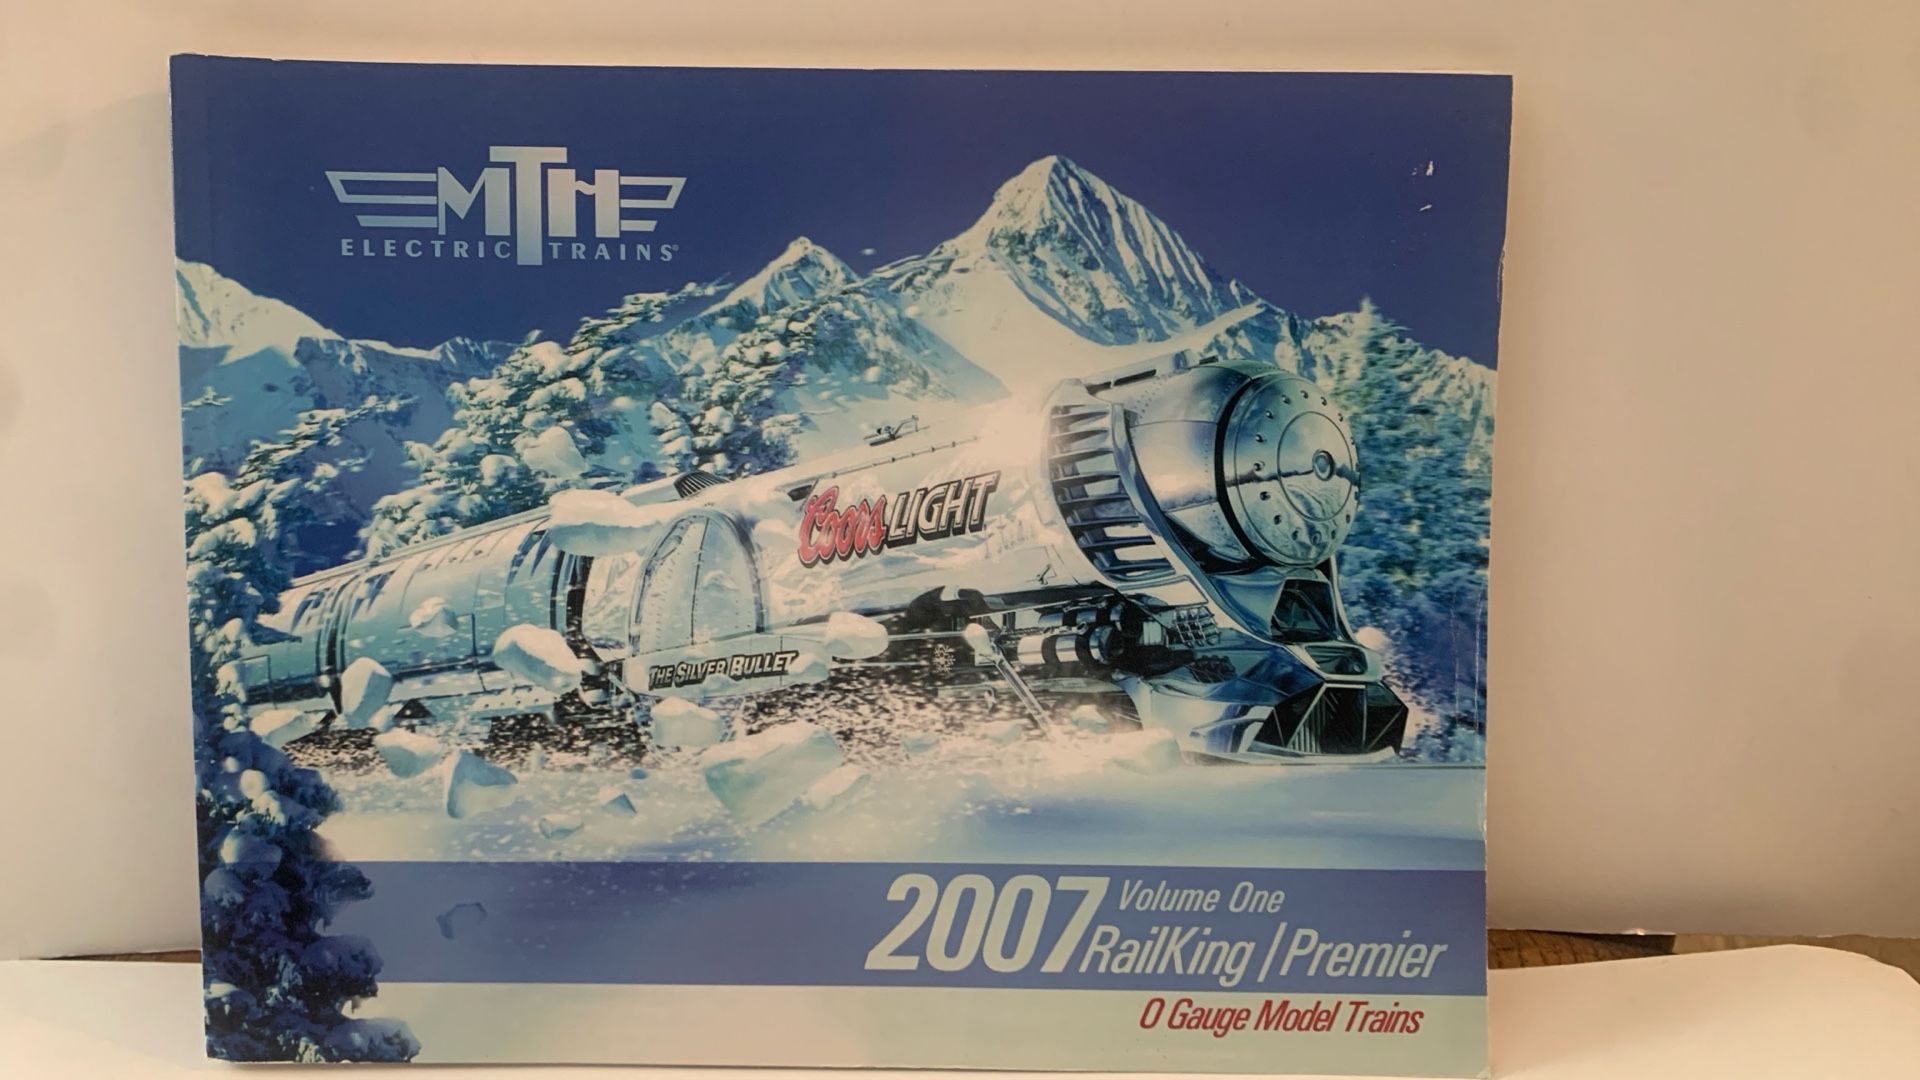 MTH
ELECTRIC TRAINS®
Coors LIGHT
THE SILVER BULLET
2007 Volume One
RailKing / Premier
O Gauge Model Trains